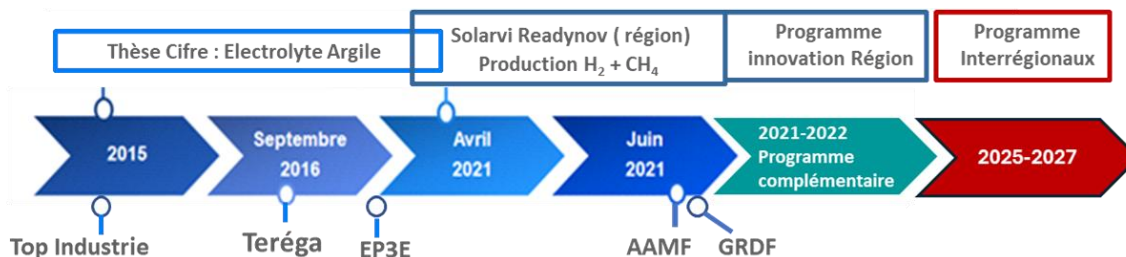 Thèse Cifre : Electrolyte Argile
Solarvi Readynov ( région)
Production H₂ + CH₄
Programme
innovation Région
Programme
Interrégionaux
2015
Septembre
2016
Avril
2021
Juin
2021
2021-2022
Programme
complémentaire
2025-2027
Top Industrie
Teréga
EP3E
AAMF
GRDF